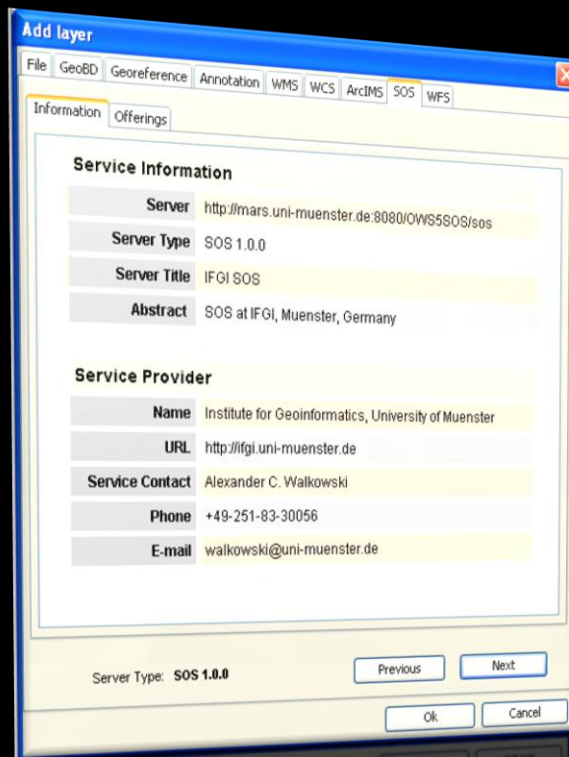 Add layer
File GeoBD Georeference Annotation WMS WCS ArcIMS SOS WFS
Information Offerings
Service Information
Server http://mars.uni-muenster.de:8080/OWS5SOS/sos
Server Type SOS 1.0.0
Server Title IFGI SOS
Abstract SOS at IFGI, Muenster, Germany
Service Provider
Name Institute for Geoinformatics, University of Muenster
URL http://ifgi.uni-muenster.de
Service Contact Alexander C. Walkowski
Phone +49-251-83-30056
E-mail walkowski@uni-muenster.de
Server Type: SOS 1.0.0 Previous Next
Ok Cancel